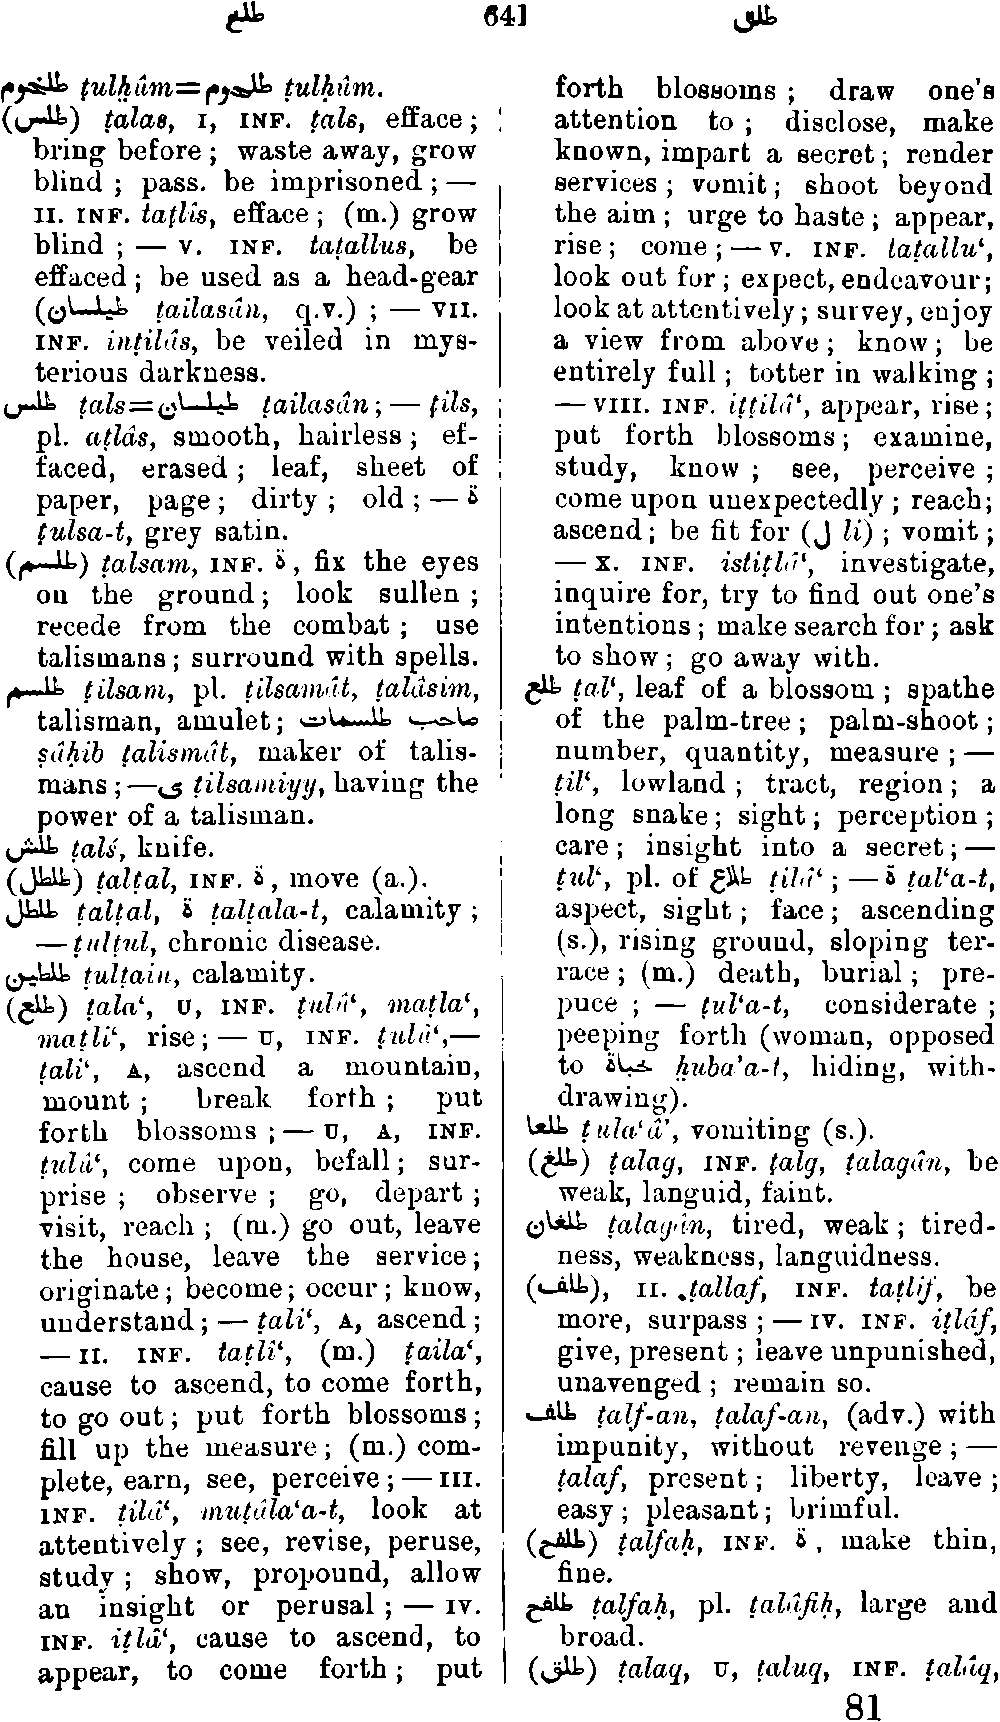 طلع 641 طلق
طلخوم ṭulḫûm=طلحوم ṭulḥûm.
(طلس) ṭalas, I, INF. ṭals, efface;
bring before; waste away, grow
blind; pass. be imprisoned; —
II. INF. taṭlîs, efface; (m.) grow
blind; — V. INF. taṭallus, be
effaced; be used as a head-gear
(طيلسان ṭailasân, q.v.); — VII.
INF. inṭilâs, be veiled in mys-
terious darkness.
طلس ṭals=طيلسان ṭailasân; — ṭils,
pl. aṭlâs, smooth, hairless; ef-
faced, erased; leaf, sheet of
paper, page; dirty; old; — ة
ṭulsa-t, grey satin.
(طلسم) ṭalsam, INF. ة, fix the eyes
on the ground; look sullen;
recede from the combat; use
talismans; surround with spells.
طلسم ṭilsam, pl. ṭilsamât, ṭalâsim,
talisman, amulet; صاحب طلسمات
ṣâḥib ṭalismât, maker of talis-
mans; —ى ṭilsamiyy, having the
power of a talisman.
طلش ṭalś, knife.
(طلطل) ṭalṭal, INF. ة, move (a.).
طلطل ṭalṭal, ة ṭalṭala-t, calamity;
— ṭulṭul, chronic disease.
طلطين ṭulṭain, calamity.
(طلع) ṭala‘, U, INF. ṭulû‘, maṭla‘,
maṭli‘, rise; — U, INF. ṭulû‘,—
ṭali‘, A, ascend a mountain,
mount; break forth; put
forth blossoms; — U, A, INF.
ṭulû‘, come upon, befall; sur-
prise; observe; go, depart;
visit, reach; (m.) go out, leave
the house, leave the service;
originate; become; occur; know,
understand; — ṭali‘, A, ascend;
— II. INF. taṭlî‘, (m.) ṭaila‘,
cause to ascend, to come forth,
to go out; put forth blossoms;
fill up the measure; (m.) com-
plete, earn, see, perceive; — III.
INF. ṭilâ‘, muṭâla‘a-t, look at
attentively; see, revise, peruse,
study; show, propound, allow
an insight or perusal; — IV.
INF. iṭlâ‘, cause to ascend, to
appear, to come forth; put
forth blossoms; draw one's
attention to; disclose, make
known, impart a secret; render
services; vomit; shoot beyond
the aim; urge to haste; appear,
rise; come; — V. INF. taṭallu‘,
look out for; expect, endeavour;
look at attentively; survey, enjoy
a view from above; know; be
entirely full; totter in walking;
— VIII. INF. iṭṭilâ‘, appear, rise;
put forth blossoms; examine,
study, know; see, perceive;
come upon unexpectedly; reach;
ascend; be fit for (ل li); vomit;
— X. INF. istiṭlâ‘, investigate,
inquire for, try to find out one's
intentions; make search for; ask
to show; go away with.
طلع ṭal‘, leaf of a blossom; spathe
of the palm-tree; palm-shoot;
number, quantity, measure; —
ṭil‘, lowland; tract, region; a
long snake; sight; perception;
care; insight into a secret; —
ṭul‘, pl. of طلاع ṭilâ‘; — ة ṭal‘a-t,
aspect, sight; face; ascending
(s.), rising ground, sloping ter-
race; (m.) death, burial; pre-
puce; — ṭul‘a-t, considerate;
peeping forth (woman, opposed
to خباة ḫuba'a-t, hiding, with-
drawing).
طلعا ṭula‘â', vomiting (s.).
(طلغ) ṭalag, INF. ṭalg, ṭalagân, be
weak, languid, faint.
طلغان ṭalagân, tired, weak; tired-
ness, weakness, languidness.
(طلف), II. ṭallaf, INF. taṭlîf, be
more, surpass; — IV. INF. iṭlâf,
give, present; leave unpunished,
unavenged; remain so.
طلف ṭalf-an, ṭalaf-an, (adv.) with
impunity, without revenge; —
ṭalaf, present; liberty, leave;
easy; pleasant; brimful.
(طلفح) ṭalfaḥ, INF. ة, make thin,
fine.
طلفح ṭalfaḥ, pl. ṭalâfiḥ, large and
broad.
(طلق) ṭalaq, U, ṭaluq, INF. ṭalâq,
81